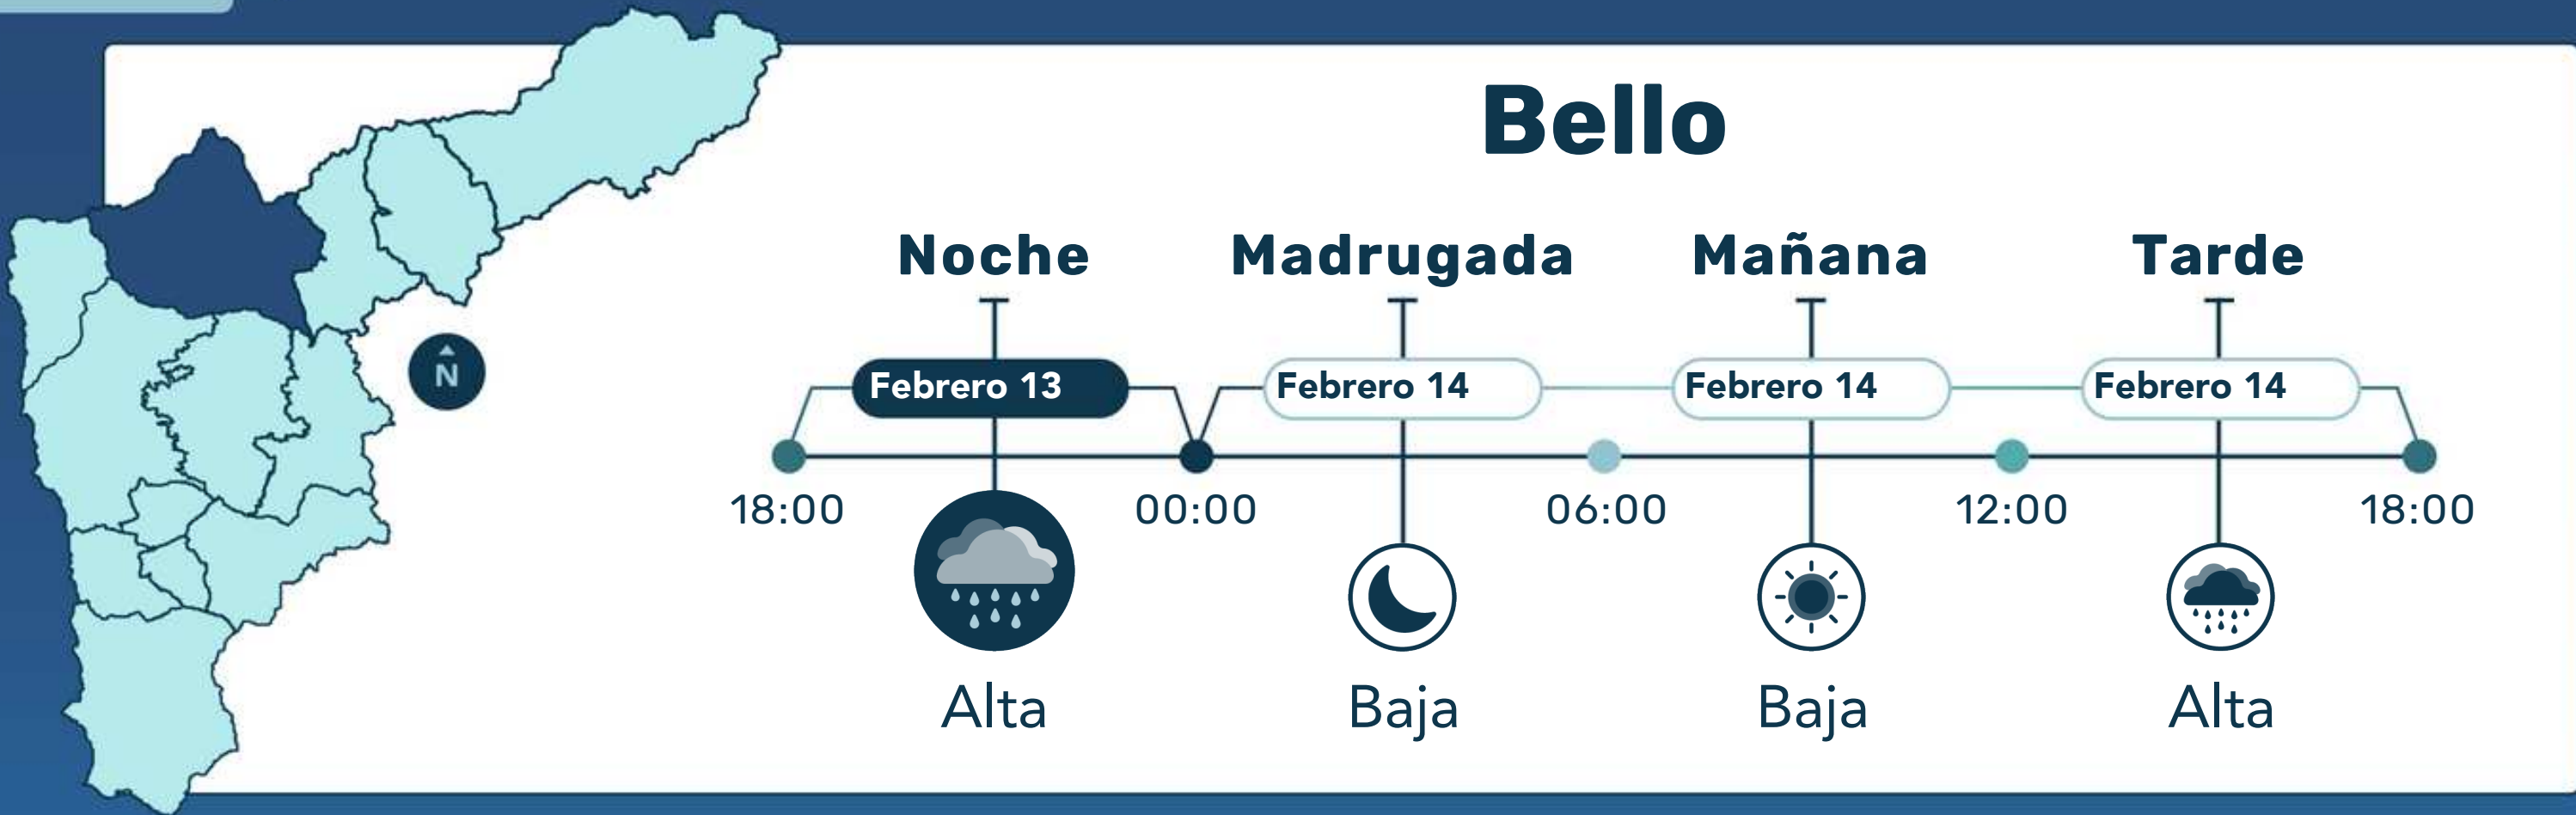 Bello
Noche Madrugada Mañana Tarde
N
Febrero 13 Febrero 14 Febrero 14 Febrero 14
18:00 00:00 06:00 12:00 18:00
Alta Baja Baja Alta